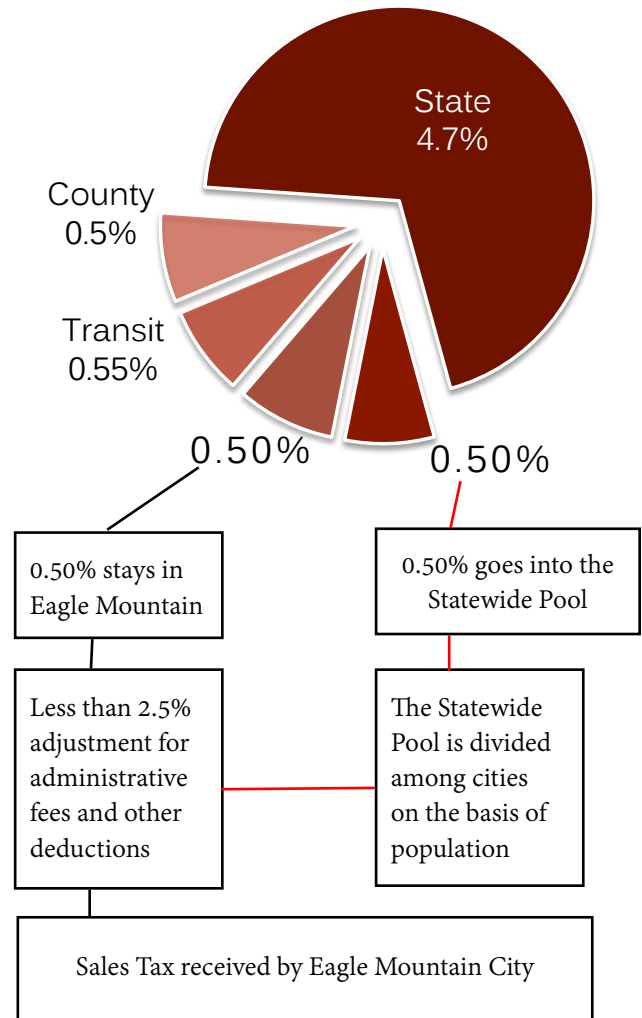 State
4.7%
County
0.5%
Transit
0.55%
0.50%
0.50%
0.50% stays in
Eagle Mountain
0.50% goes into the
Statewide Pool
Less than 2.5%
adjustment for
administrative
fees and other
deductions
The Statewide
Pool is divided
among cities
on the basis of
population
Sales Tax received by Eagle Mountain City